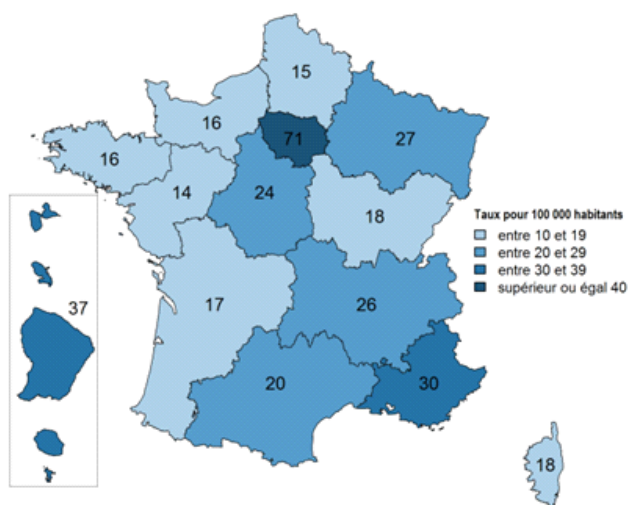 15
16
71
27
16
14
24
18
17
26
20
30
37
18
Taux pour 100 000 habitants
entre 10 et 19
entre 20 et 29
entre 30 et 39
supérieur ou égal 40